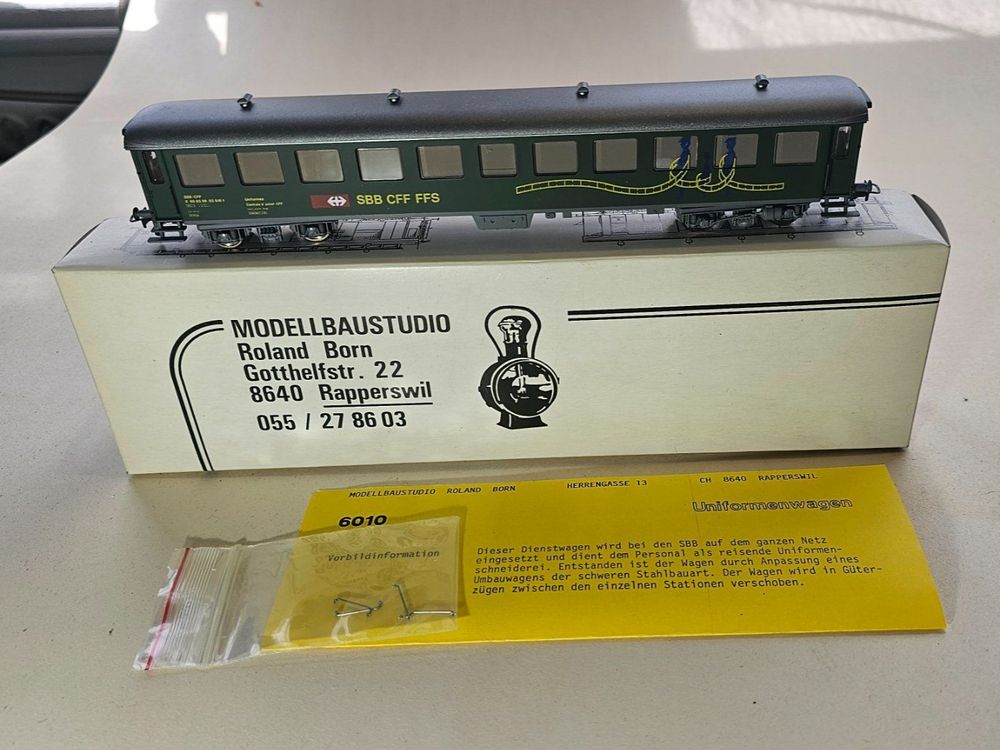 SBB CFF
Uniformes
SBB CFF FFS
MODELLBAUSTUDIO
Roland Born
Gotthelfstr. 22
8640 Rapperswil
055 / 27 86 03
MODELLBAUSTUDIO ROLAND BORN HERRENGASSE 13 CH 8640 RAPPERSWIL
6010 Uniformenwagen
Vorbildinformation
Dieser Dienstwagen wird bei den SBB auf dem ganzen Netz
eingesetzt und dient dem Personal als reisende Uniformen-
schneiderei. Entstanden ist der Wagen durch Anpassung eines
Umbauwagens der schweren Stahlbauart. Der Wagen wird in Güter-
zügen zwischen den einzelnen Stationen verschoben.